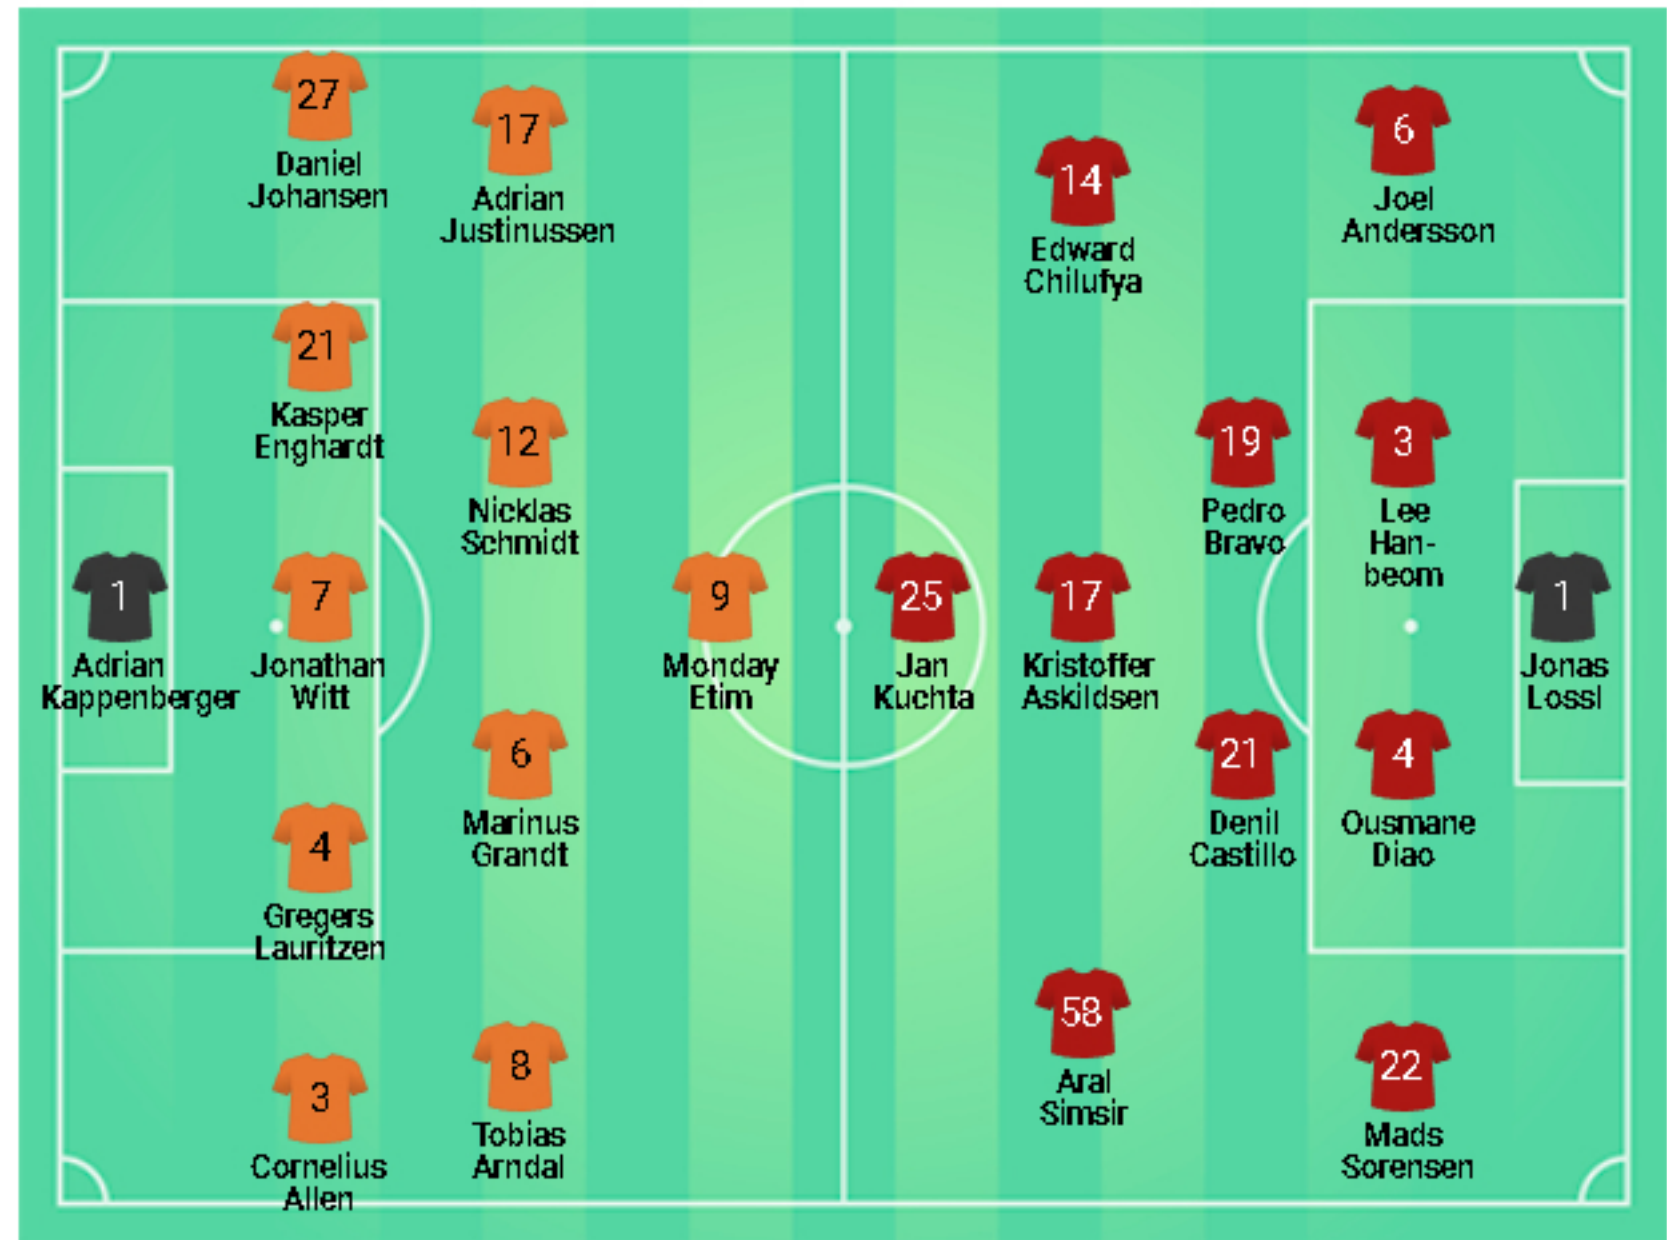 27
Daniel
Johansen
17
Adrian
Justinussen
21
Kasper
Enghardt
12
Nicklas
Schmidt
1
Adrian
Kappenberger
7
Jonathan
Witt
9
Monday
Etim
6
Marinus
Grandt
4
Gregers
Lauritzen
3
Cornelius
Allen
8
Tobias
Arndal
14
Edward
Chilufya
6
Joel
Andersson
19
Pedro
Bravo
3
Lee
Han-
beom
25
Jan
Kuchta
17
Kristoffer
Askildsen
1
Jonas
Lossl
21
Denil
Castillo
4
Ousmane
Diao
58
Aral
Simsir
22
Mads
Sorensen